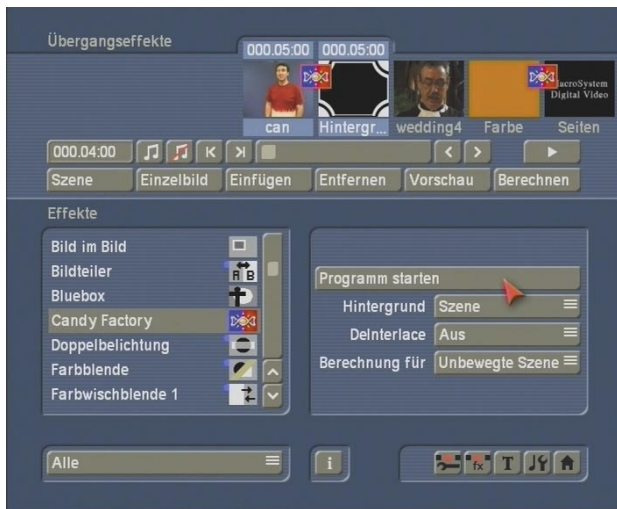 Übergangseffekte
000.05:00 000.05:00
MacroSystem
Digital Video
can Hintergr... wedding4 Farbe Seiten
000.04:00
Szene Einzelbild Einfügen Entfernen Vorschau Berechnen
Effekte
Bild im Bild
Bildteiler A B
Bluebox
Candy Factory
Doppelbelichtung
Farbblende
Farbwischblende 1
Programm starten
Hintergrund Szene
DeInterlace Aus
Berechnung für Unbewegte Szene
Alle
i
fx T